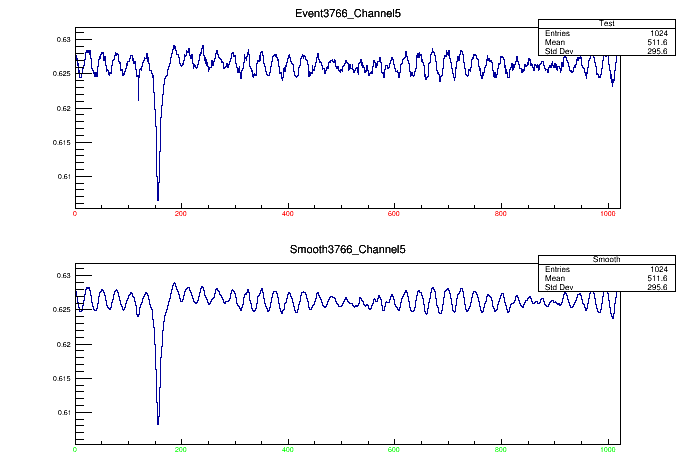 Event3766_Channel5
Test
Entries 1024
Mean 511.6
Std Dev 295.6
0.63
0.625
0.62
0.615
0.61
0 200 400 600 800 1000
Smooth3766_Channel5
Smooth
Entries 1024
Mean 511.6
Std Dev 295.6
0.63
0.625
0.62
0.615
0.61
0 200 400 600 800 1000